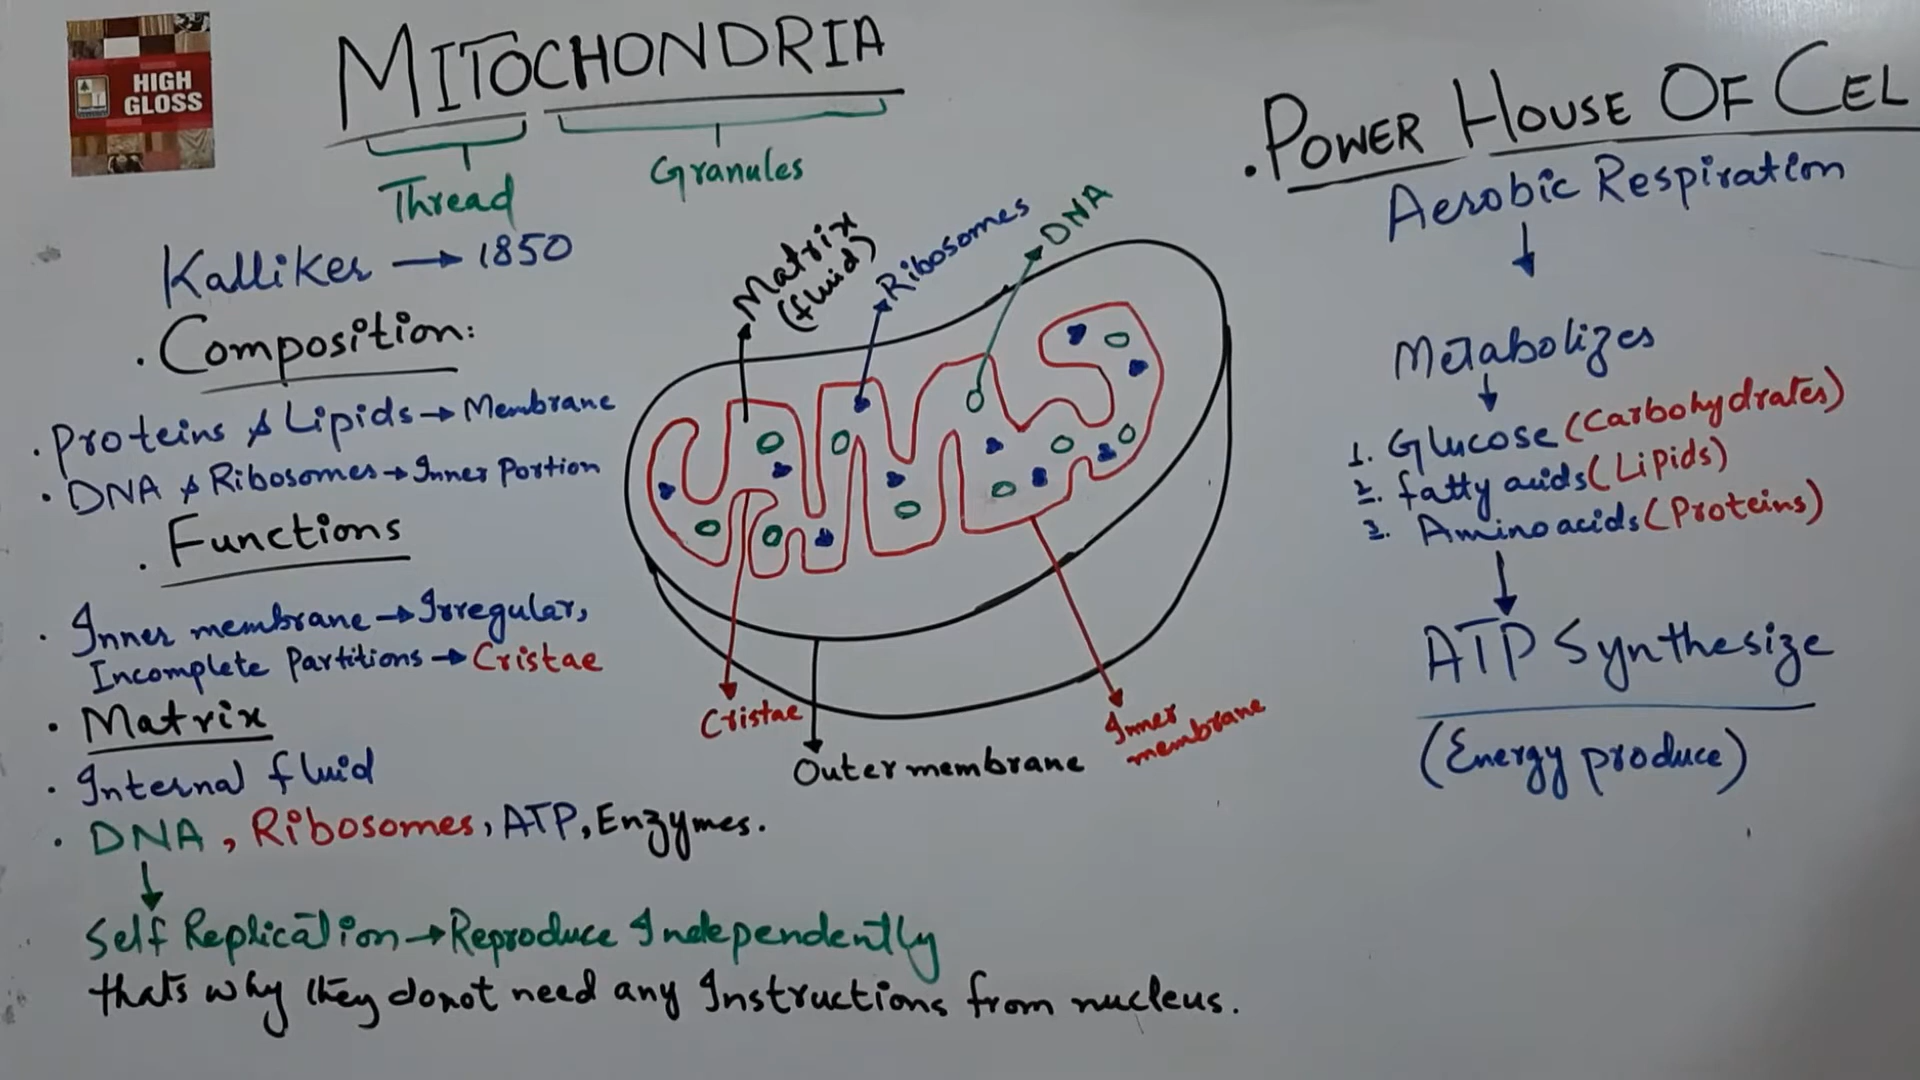 HIGH
GLOSS
MITOCHONDRIA
Thread
Granules
Kalliker → 1850
. Composition:
. Proteins & Lipids → Membrane
. DNA & Ribosomes → Inner Portion
. Functions
. Inner membrane → Irregular,
Incomplete Partitions → Cristae
. Matrix
. Internal fluid
. DNA, Ribosomes, ATP, Enzymes.
↓
Self Replication → Reproduce Independently
thats why they donot need any Instructions from nucleus.
Matrix
(fluid)
Ribosomes
DNA
Cristae
Outer membrane
Inner
membrane
. POWER HOUSE OF CEL
Aerobic Respiration
↓
Metabolizes
↓
1. Glucose (Carbohydrates)
2. fatty acids (Lipids)
3. Amino acids (Proteins)
↓
ATP Synthesize
(Energy produce)